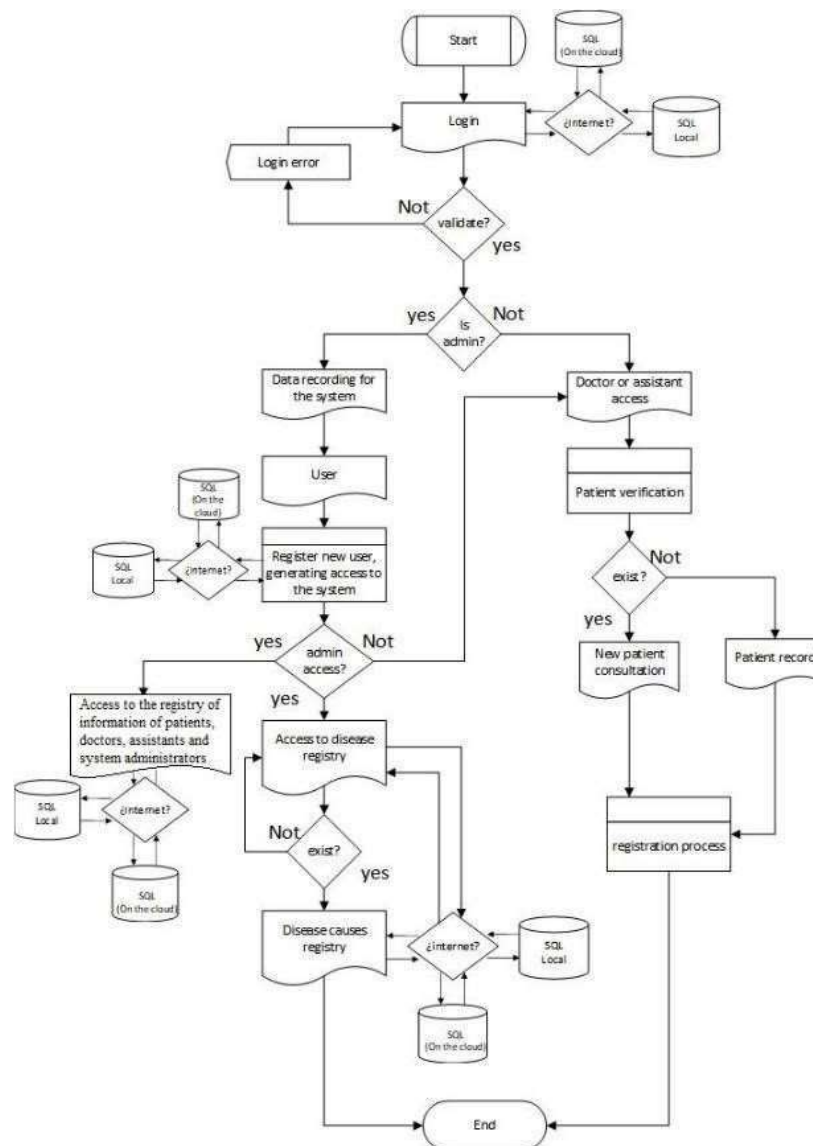 Start
SQL
(On the cloud)
Login
¿Internet?
SQL
Local
Login error
Not
validate?
yes
yes
Is
admin?
Not
Data recording for
the system
Doctor or assistant
access
User
Patient verification
SQL
(On the
cloud)
SQL
Local
¿Internet?
Register new user,
generating access to
the system
exist?
Not
yes
yes
admin
access?
Not
New patient
consultation
Patient record
yes
Access to the registry of
information of patients,
doctors, assistants and
system administrators
Access to disease
registry
SQL
Local
¿Internet?
SQL
(On the cloud)
Not
exist?
yes
registration process
Disease causes
registry
¿internet?
SQL
Local
SQL
(On the cloud)
End